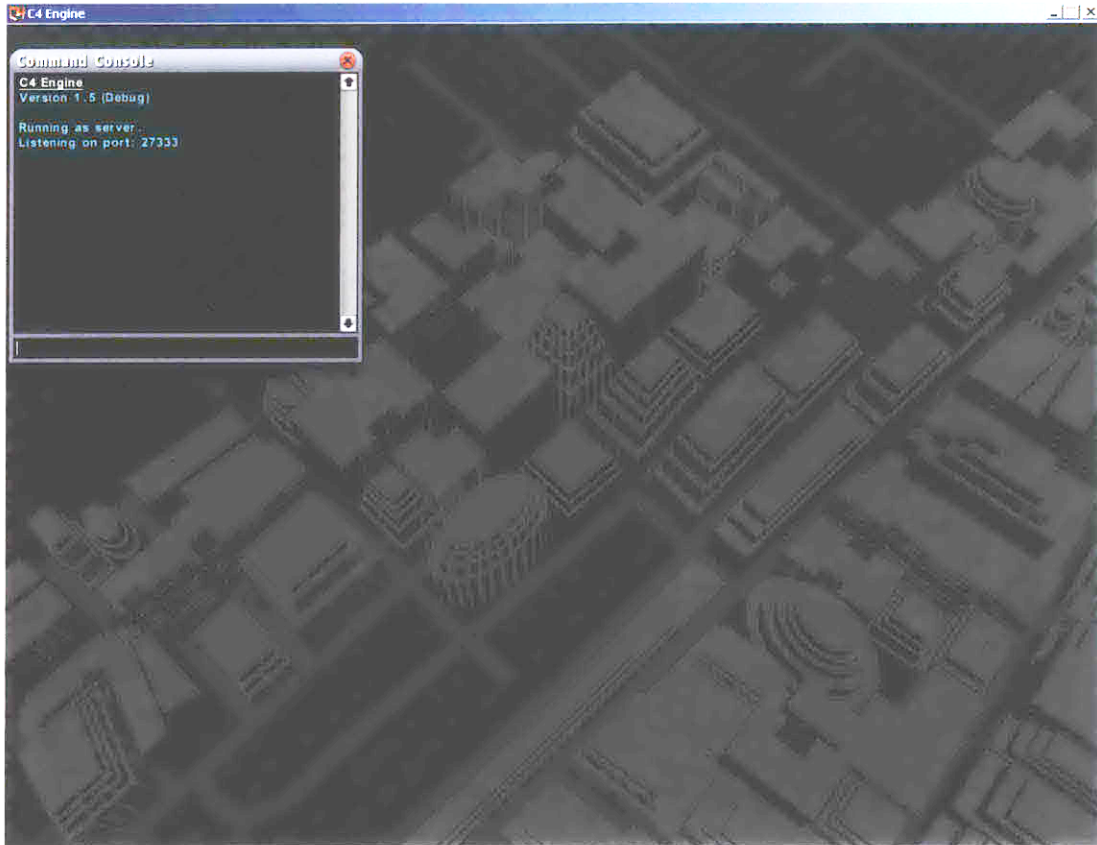 C4 Engine
Command Console
C4 Engine
Version 1.5 (Debug)
Running as server.
Listening on port: 27333